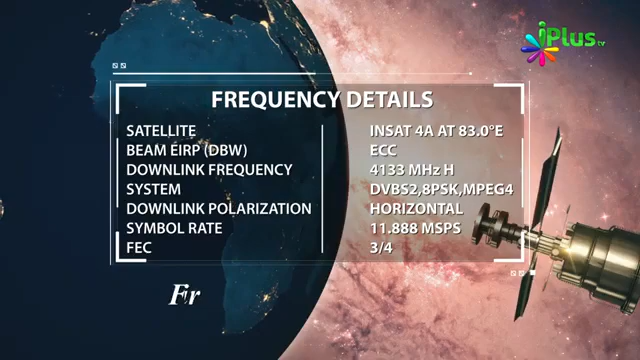 iPlus tv
FREQUENCY DETAILS
SATELLITE INSAT 4A AT 83.0°E
BEAM EIRP (DBW) ECC
DOWNLINK FREQUENCY 4133 MHz H
SYSTEM DVBS2,8PSK,MPEG4
DOWNLINK POLARIZATION HORIZONTAL
SYMBOL RATE 11.888 MSPS
FEC 3/4